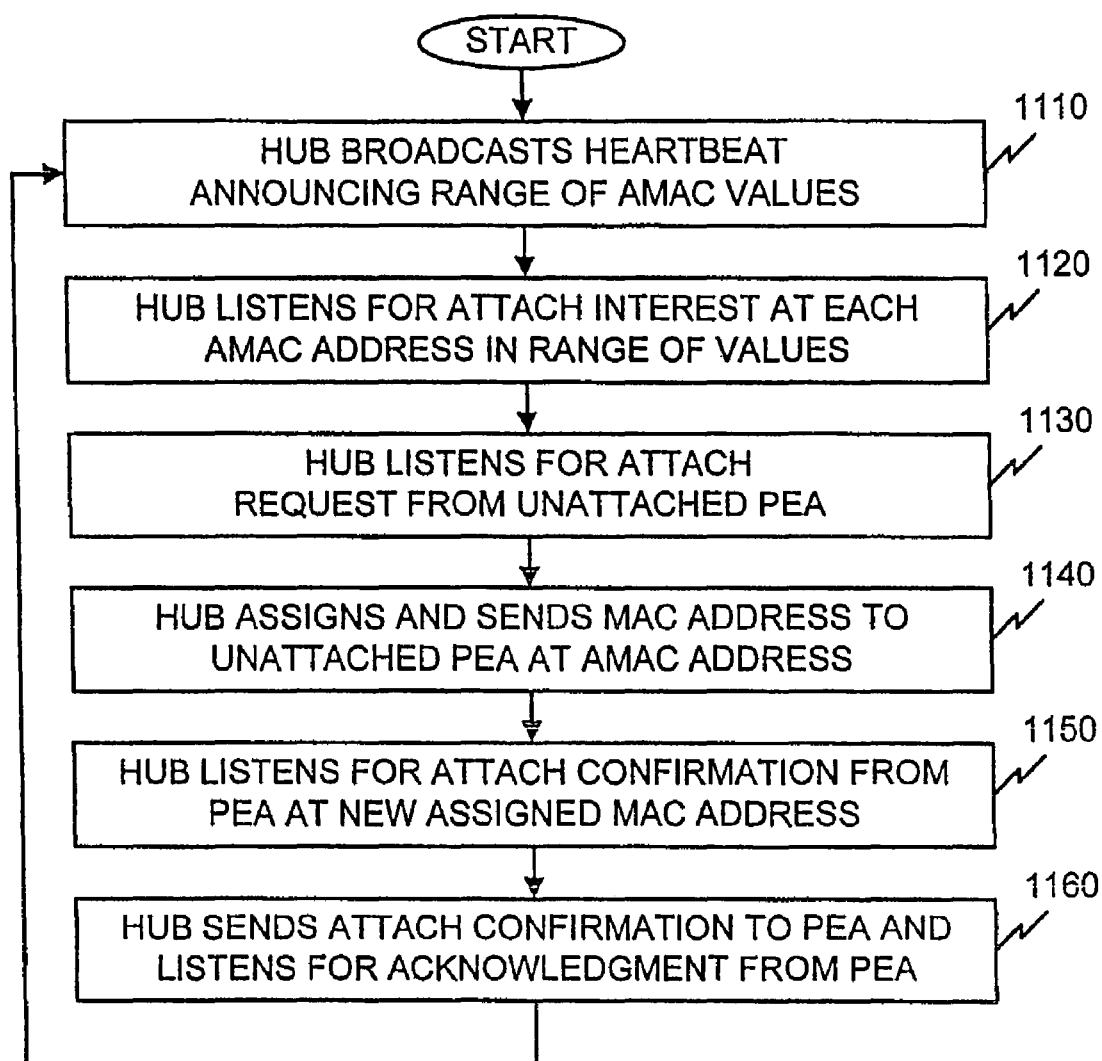 START
1110
HUB BROADCASTS HEARTBEAT
ANNOUNCING RANGE OF AMAC VALUES
1120
HUB LISTENS FOR ATTACH INTEREST AT EACH
AMAC ADDRESS IN RANGE OF VALUES
1130
HUB LISTENS FOR ATTACH
REQUEST FROM UNATTACHED PEA
1140
HUB ASSIGNS AND SENDS MAC ADDRESS TO
UNATTACHED PEA AT AMAC ADDRESS
1150
HUB LISTENS FOR ATTACH CONFIRMATION FROM
PEA AT NEW ASSIGNED MAC ADDRESS
1160
HUB SENDS ATTACH CONFIRMATION TO PEA AND
LISTENS FOR ACKNOWLEDGMENT FROM PEA